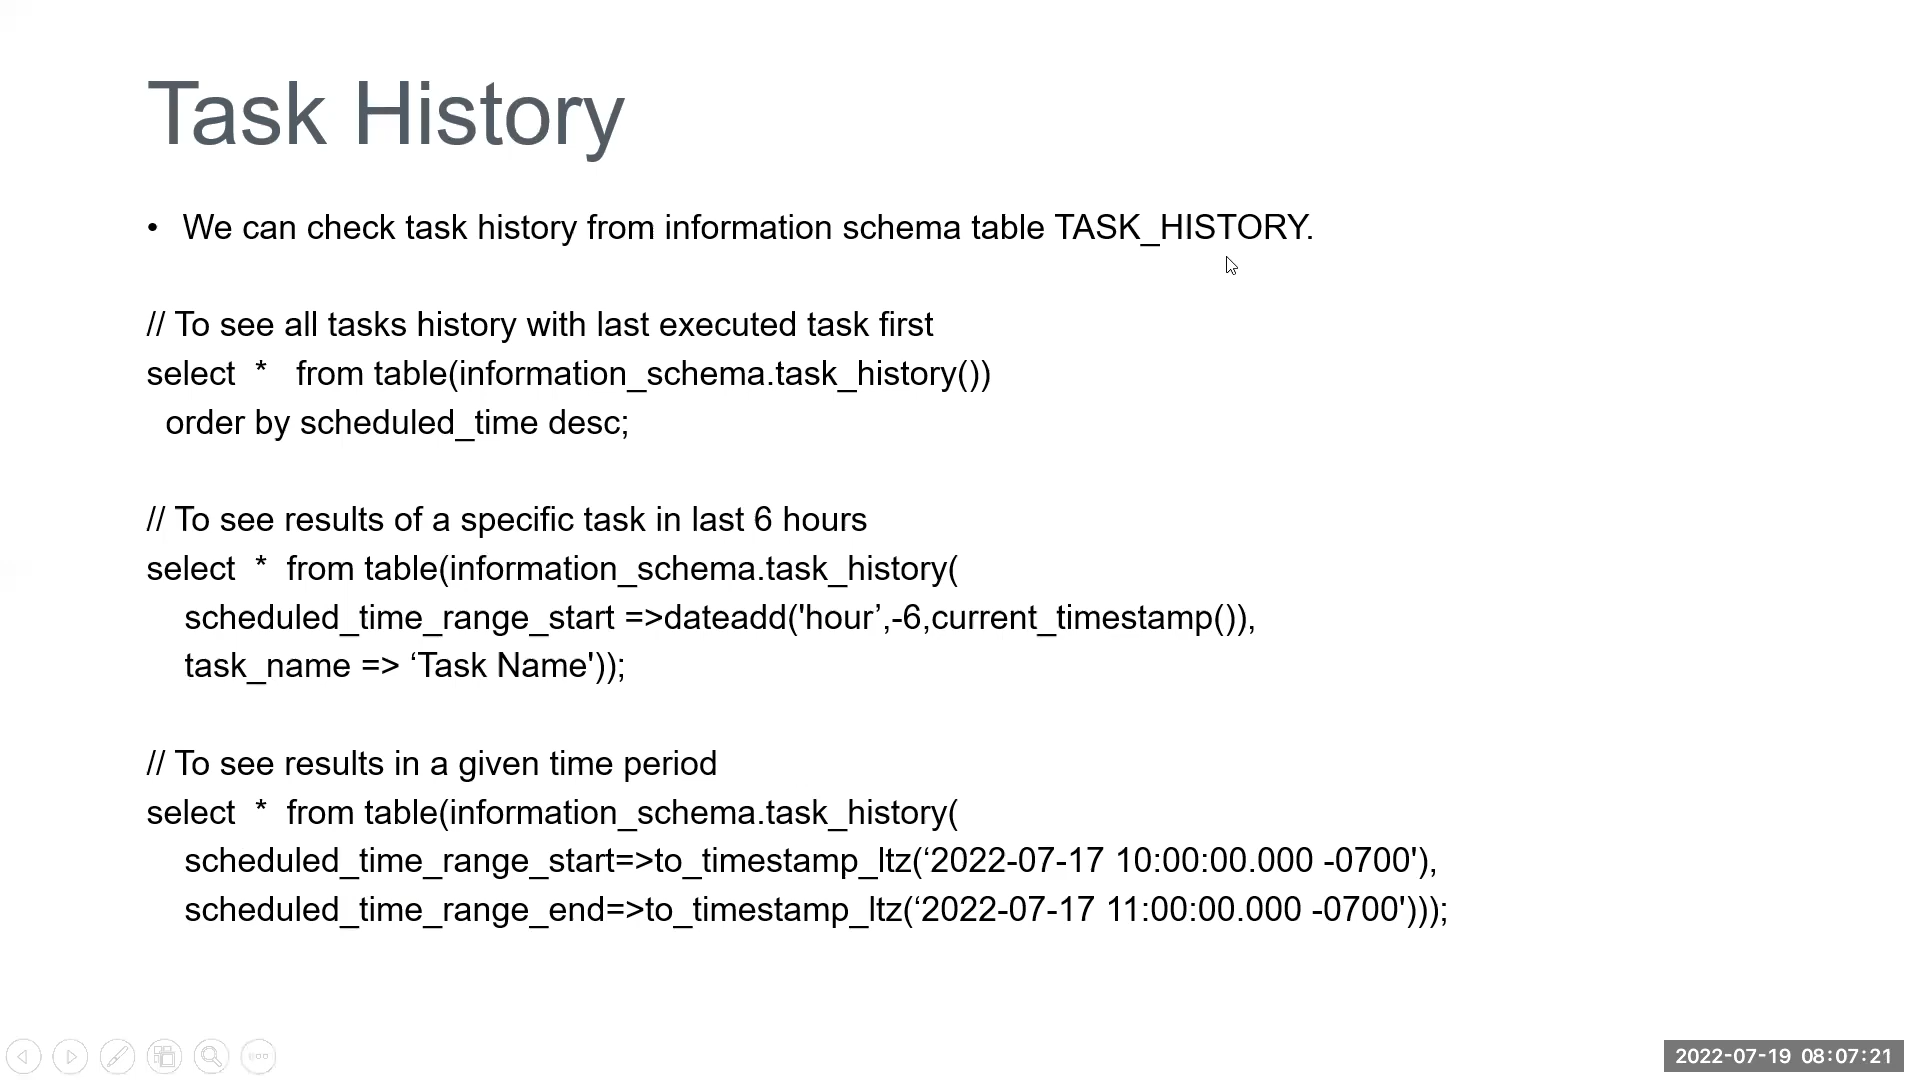 Task History
• We can check task history from information schema table TASK_HISTORY.
// To see all tasks history with last executed task first
select  *   from table(information_schema.task_history())
order by scheduled_time desc;
// To see results of a specific task in last 6 hours
select  *  from table(information_schema.task_history(
scheduled_time_range_start =>dateadd('hour’,-6,current_timestamp()),
task_name => ‘Task Name'));
// To see results in a given time period
select  *  from table(information_schema.task_history(
scheduled_time_range_start=>to_timestamp_ltz(‘2022-07-17 10:00:00.000 -0700'),
scheduled_time_range_end=>to_timestamp_ltz(‘2022-07-17 11:00:00.000 -0700')));
2022-07-19 08:07:21